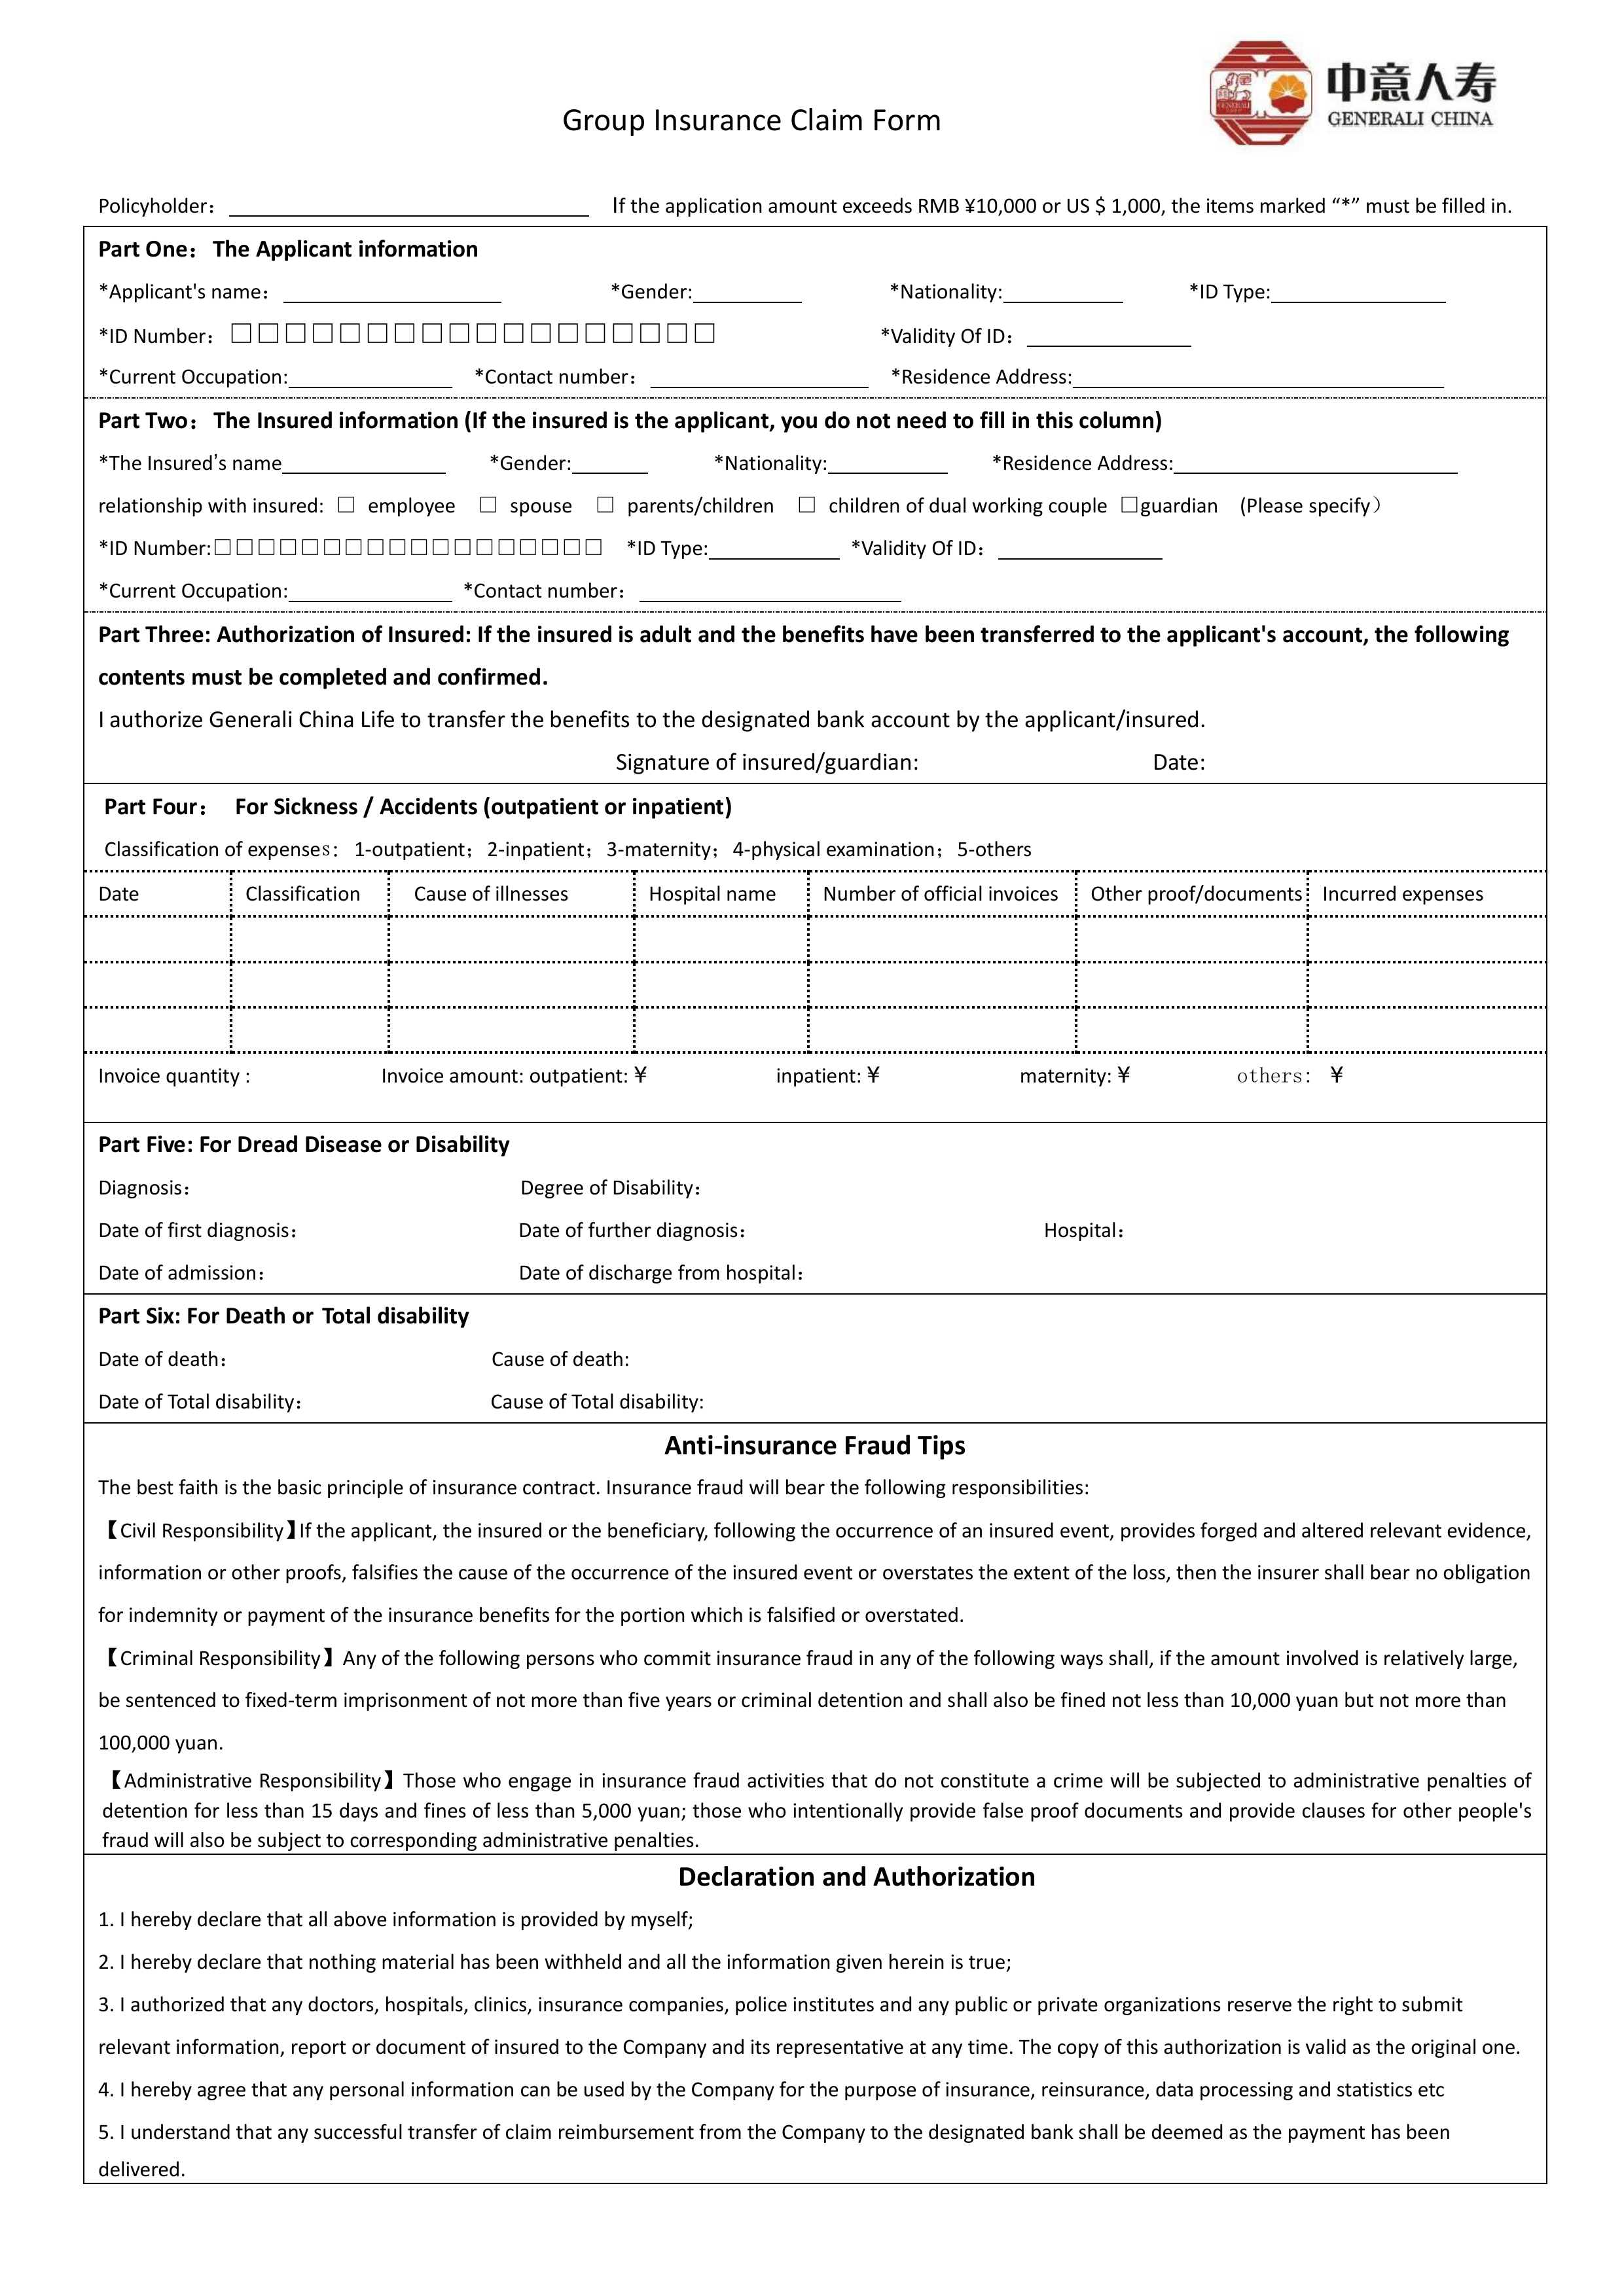 中意人寿
GENERALI CHINA
Group Insurance Claim Form
Policyholder： If the application amount exceeds RMB ¥10,000 or US $ 1,000, the items marked “*” must be filled in.
Part One： The Applicant information
*Applicant's name： *Gender: *Nationality: *ID Type:
*ID Number：□□□□□□□□□□□□□□□□□□ *Validity Of ID：
*Current Occupation: *Contact number： *Residence Address:
Part Two： The Insured information (If the insured is the applicant, you do not need to fill in this column)
*The Insured’s name *Gender: *Nationality: *Residence Address:
relationship with insured: □ employee □ spouse □ parents/children □ children of dual working couple □guardian (Please specify）
*ID Number:□□□□□□□□□□□□□□□□□□ *ID Type: *Validity Of ID：
*Current Occupation: *Contact number：
Part Three: Authorization of Insured: If the insured is adult and the benefits have been transferred to the applicant's account, the following
contents must be completed and confirmed.
I authorize Generali China Life to transfer the benefits to the designated bank account by the applicant/insured.
Signature of insured/guardian: Date:
Part Four： For Sickness / Accidents (outpatient or inpatient)
Classification of expenses: 1-outpatient；2-inpatient；3-maternity；4-physical examination；5-others
Date Classification Cause of illnesses Hospital name Number of official invoices Other proof/documents Incurred expenses
Invoice quantity : Invoice amount: outpatient: ¥ inpatient: ¥ maternity: ¥ others: ¥
Part Five: For Dread Disease or Disability
Diagnosis： Degree of Disability：
Date of first diagnosis： Date of further diagnosis： Hospital：
Date of admission： Date of discharge from hospital：
Part Six: For Death or Total disability
Date of death： Cause of death:
Date of Total disability： Cause of Total disability:
Anti-insurance Fraud Tips
The best faith is the basic principle of insurance contract. Insurance fraud will bear the following responsibilities:
【Civil Responsibility】If the applicant, the insured or the beneficiary, following the occurrence of an insured event, provides forged and altered relevant evidence,
information or other proofs, falsifies the cause of the occurrence of the insured event or overstates the extent of the loss, then the insurer shall bear no obligation
for indemnity or payment of the insurance benefits for the portion which is falsified or overstated.
【Criminal Responsibility】Any of the following persons who commit insurance fraud in any of the following ways shall, if the amount involved is relatively large,
be sentenced to fixed-term imprisonment of not more than five years or criminal detention and shall also be fined not less than 10,000 yuan but not more than
100,000 yuan.
【Administrative Responsibility】Those who engage in insurance fraud activities that do not constitute a crime will be subjected to administrative penalties of
detention for less than 15 days and fines of less than 5,000 yuan; those who intentionally provide false proof documents and provide clauses for other people's
fraud will also be subject to corresponding administrative penalties.
Declaration and Authorization
1. I hereby declare that all above information is provided by myself;
2. I hereby declare that nothing material has been withheld and all the information given herein is true;
3. I authorized that any doctors, hospitals, clinics, insurance companies, police institutes and any public or private organizations reserve the right to submit
relevant information, report or document of insured to the Company and its representative at any time. The copy of this authorization is valid as the original one.
4. I hereby agree that any personal information can be used by the Company for the purpose of insurance, reinsurance, data processing and statistics etc
5. I understand that any successful transfer of claim reimbursement from the Company to the designated bank shall be deemed as the payment has been
delivered.